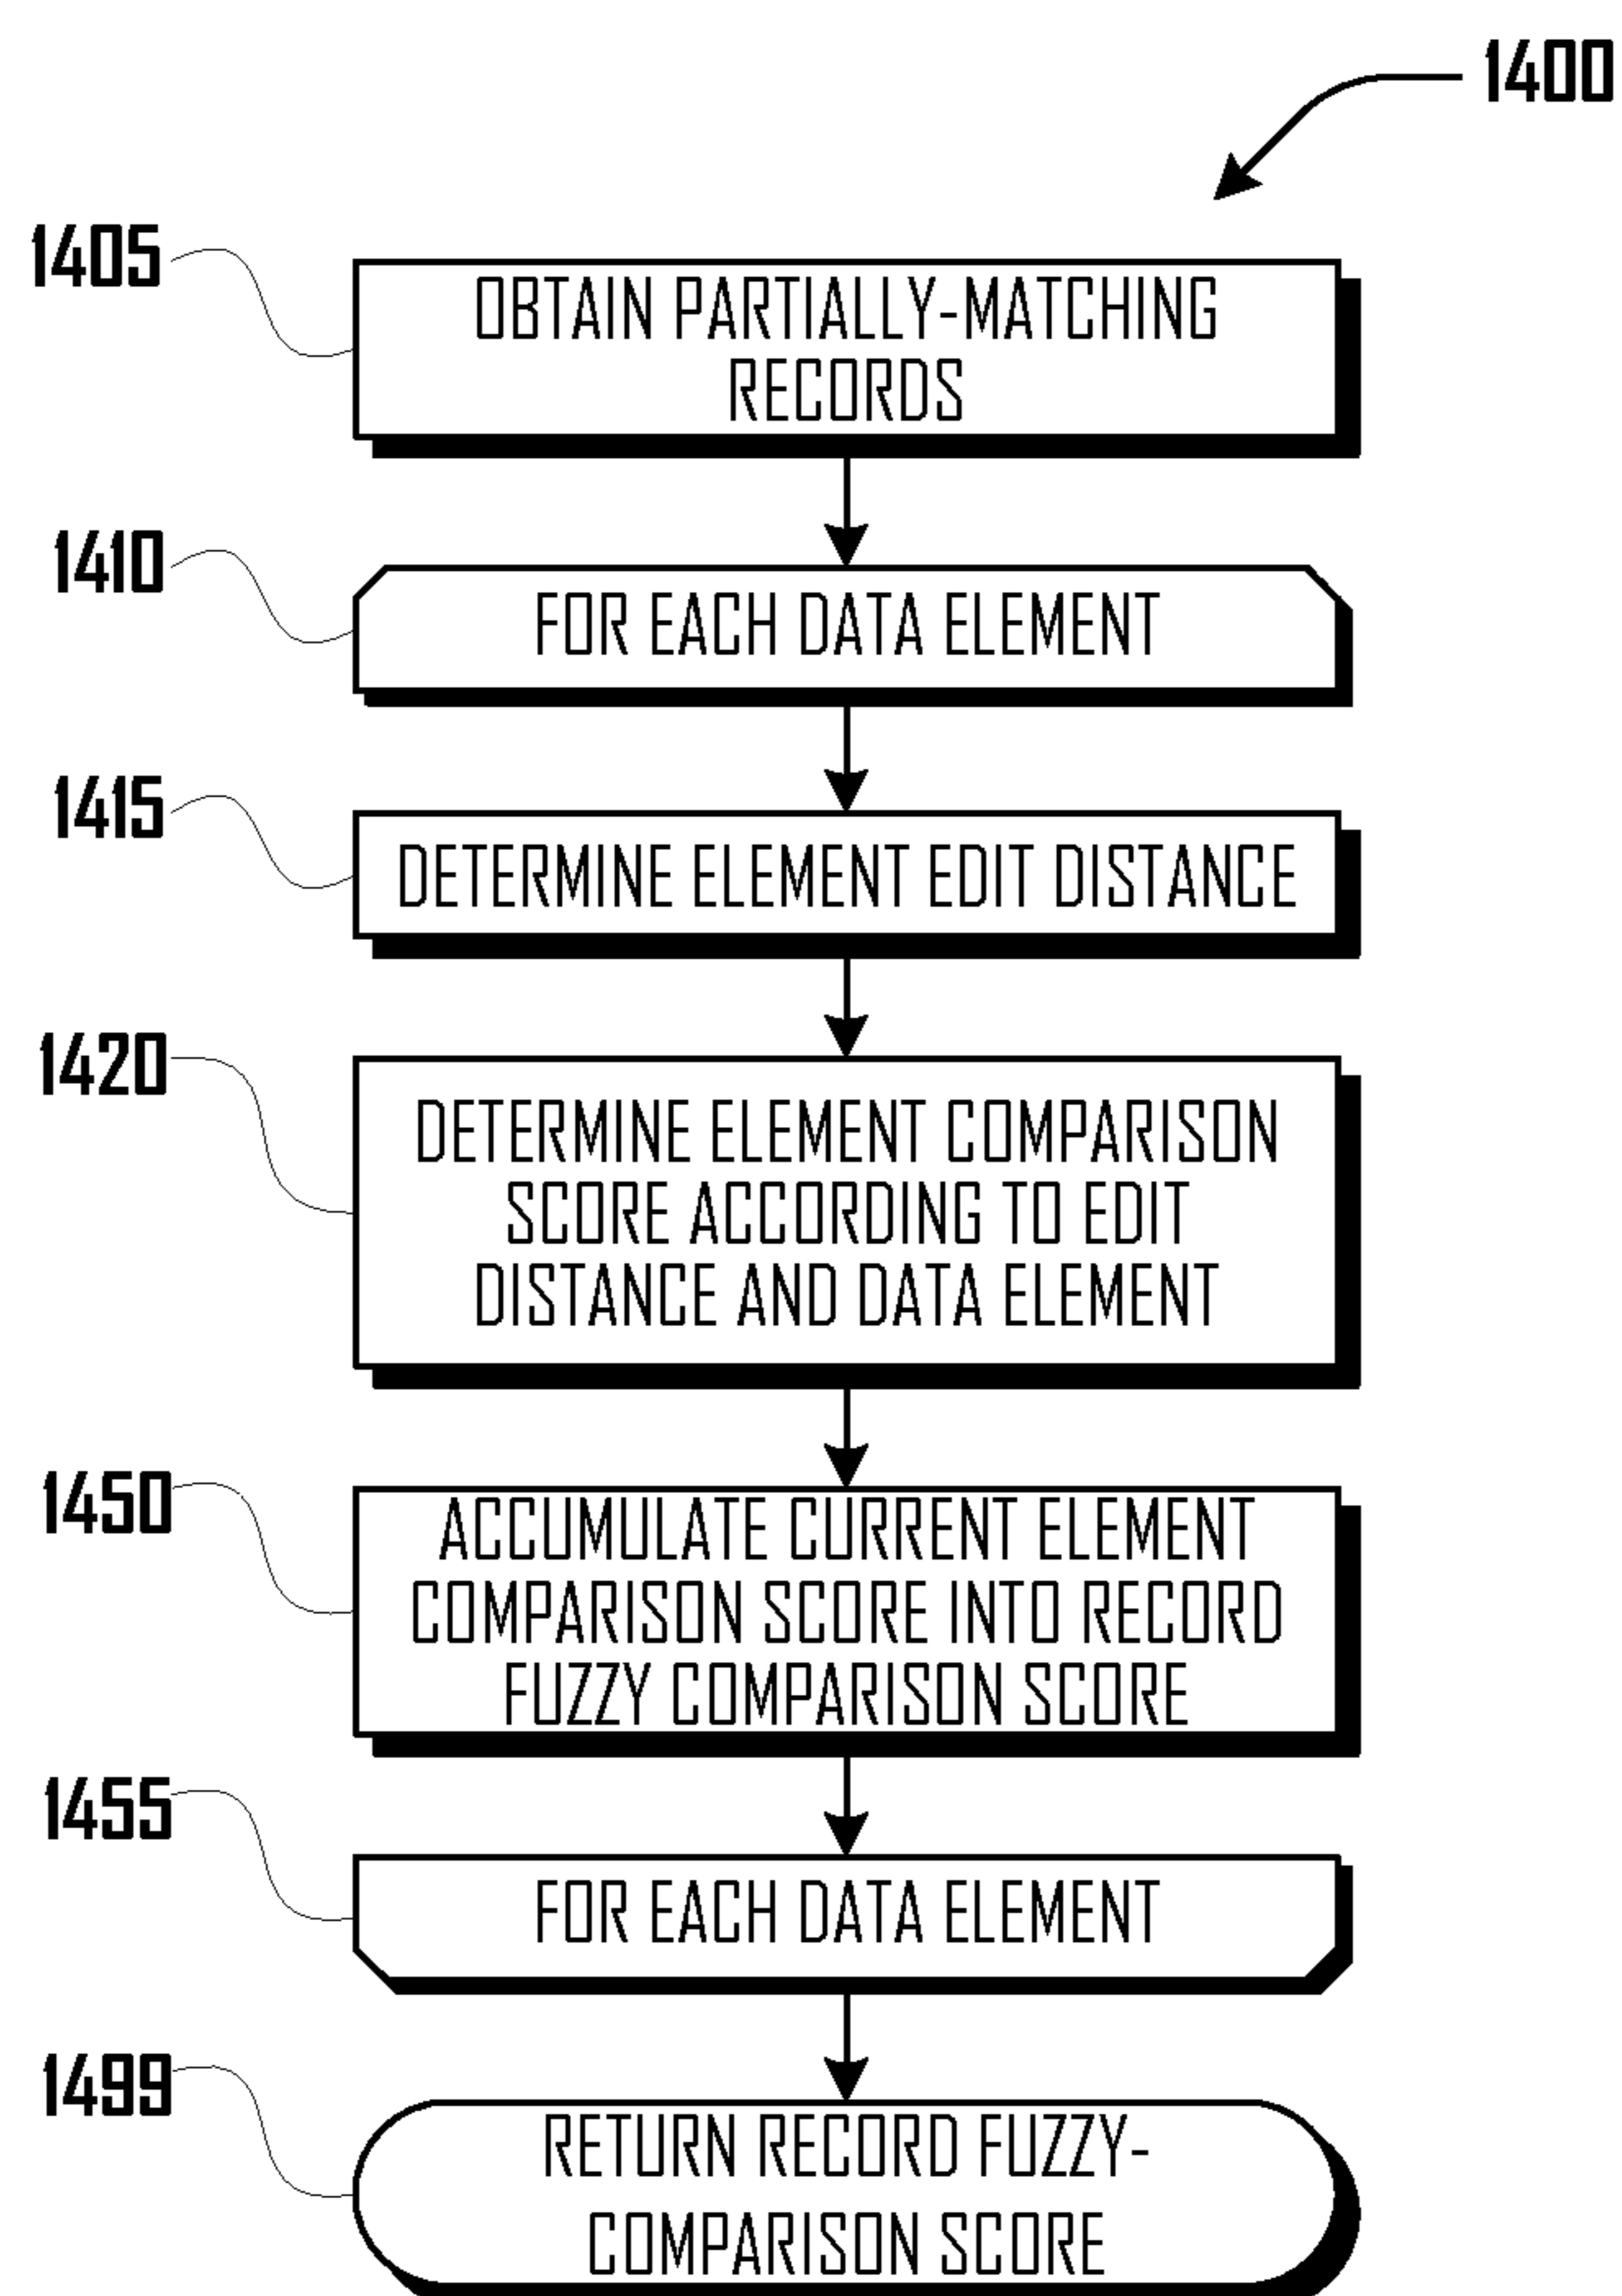 1400
1405
OBTAIN PARTIALLY-MATCHING
RECORDS
1410
FOR EACH DATA ELEMENT
1415
DETERMINE ELEMENT EDIT DISTANCE
1420
DETERMINE ELEMENT COMPARISON
SCORE ACCORDING TO EDIT
DISTANCE AND DATA ELEMENT
1450
ACCUMULATE CURRENT ELEMENT
COMPARISON SCORE INTO RECORD
FUZZY COMPARISON SCORE
1455
FOR EACH DATA ELEMENT
1499
RETURN RECORD FUZZY-
COMPARISON SCORE